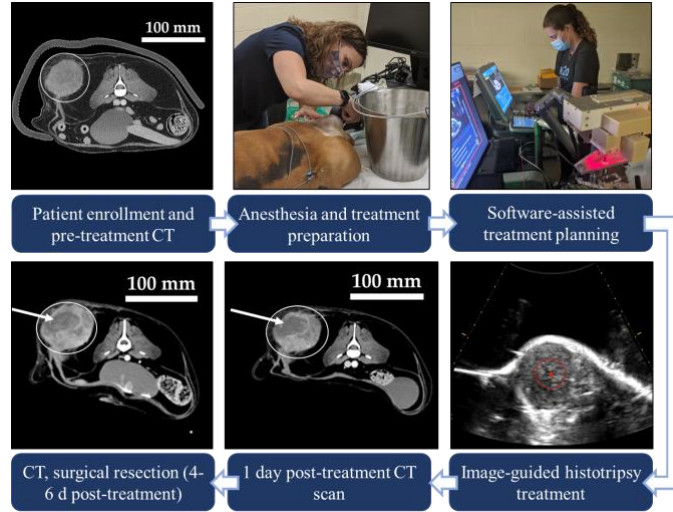 100 mm
Patient enrollment and
pre-treatment CT
Anesthesia and treatment
preparation
Software-assisted
treatment planning
100 mm
100 mm
CT, surgical resection (4-
6 d post-treatment)
1 day post-treatment CT
scan
Image-guided histotripsy
treatment